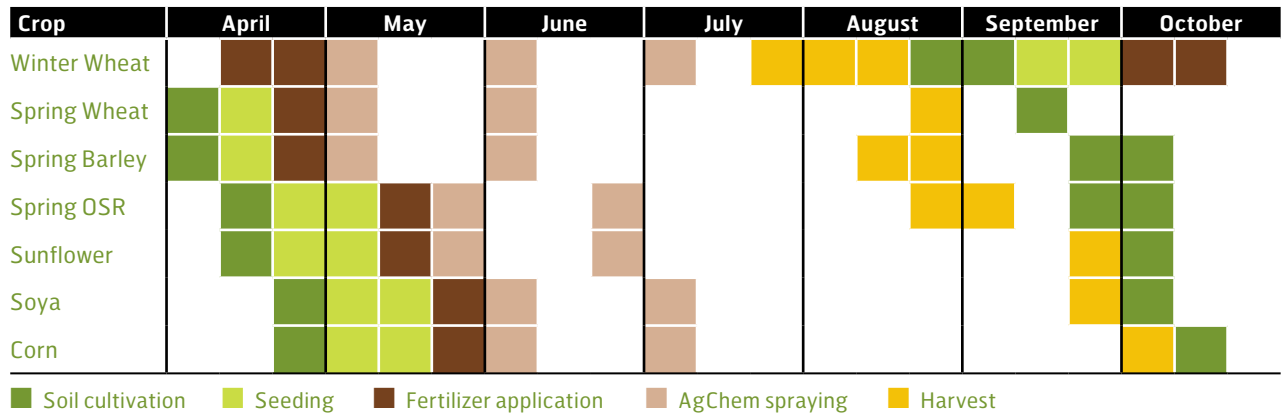 Crop April May June July August September October
Winter Wheat
Spring Wheat
Spring Barley
Spring OSR
Sunflower
Soya
Corn
Soil cultivation Seeding Fertilizer application AgChem spraying Harvest